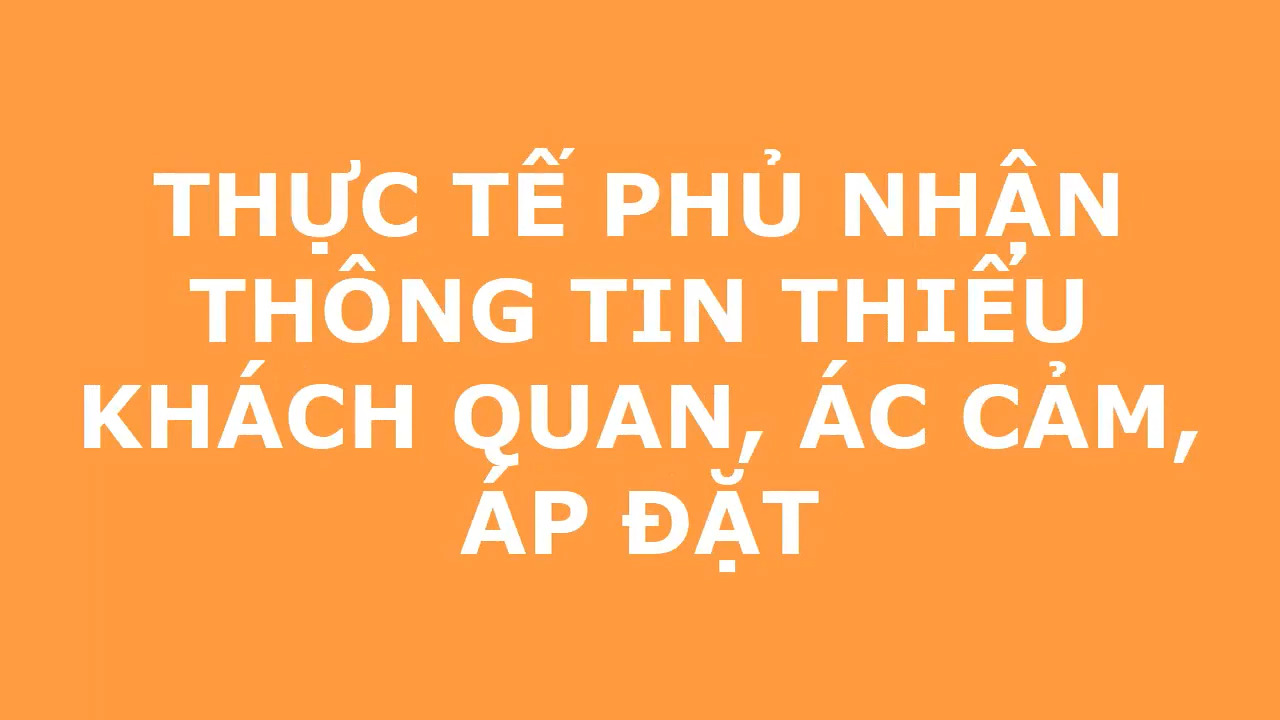 THỰC TẾ PHỦ NHẬN
THÔNG TIN THIẾU
KHÁCH QUAN, ÁC CẢM,
ÁP ĐẶT